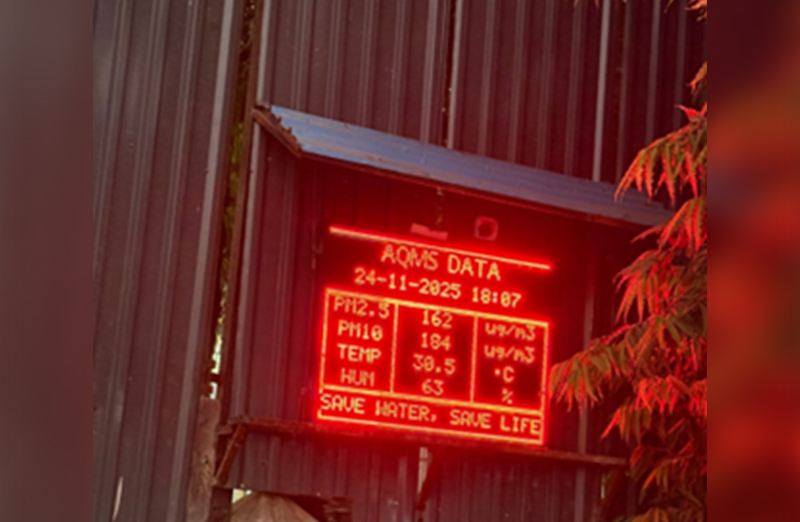 AQMS DATA
24-11-2025 18:07
PM2.5 162 ug/m3
PM10 184 ug/m3
TEMP 30.5 °C
HUM 63 %
SAVE WATER, SAVE LIFE